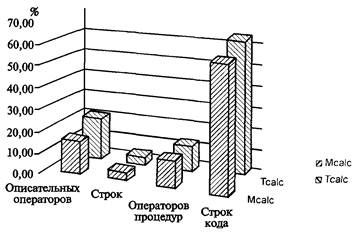 %
70,00
60,00
50,00
40,00
30,00
20,00
10,00
0,00
Описательных
операторов
Строк
Операторов
процедур
Строк
кода
Tcalc
Mcalc
Mcalc
Tcalc